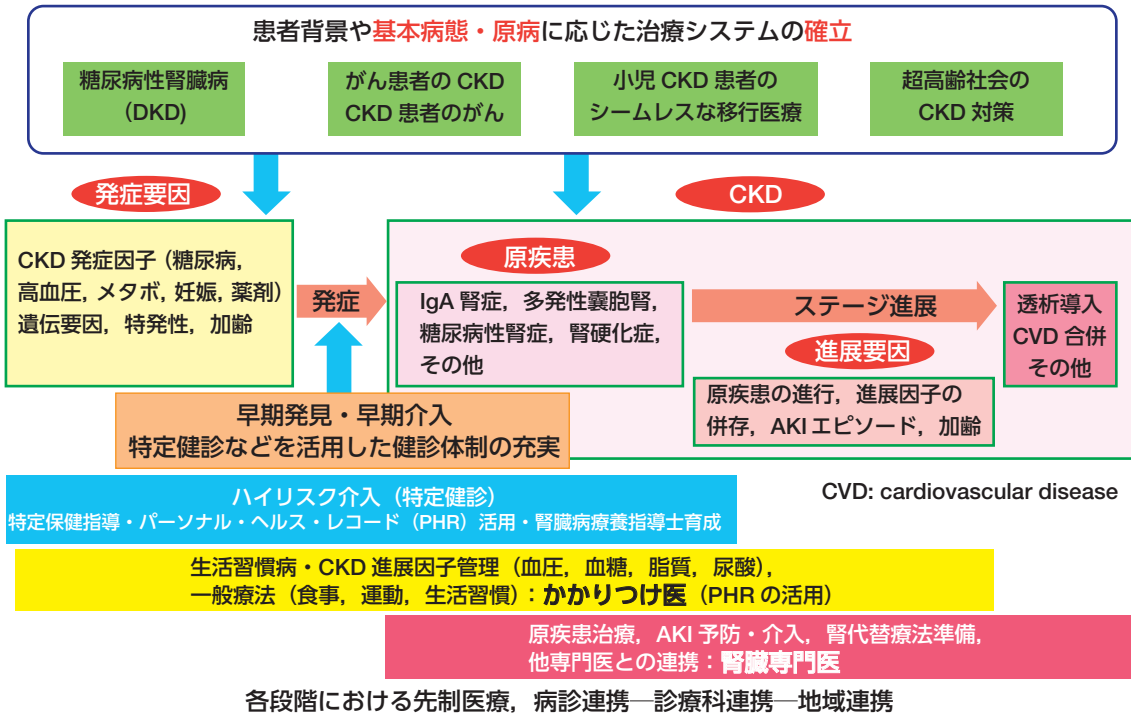 患者背景や基本病態・原病に応じた治療システムの確立
糖尿病性腎臓病
（DKD)
がん患者の CKD
CKD 患者のがん
小児 CKD 患者の
シームレスな移行医療
超高齢社会の
CKD 対策
発症要因
CKD
CKD 発症因子（糖尿病，
高血圧, メタボ, 妊娠, 薬剤）
遺伝要因，特発性，加齢
発症
原疾患
IgA 腎症，多発性嚢胞腎，
糖尿病性腎症，腎硬化症，
その他
ステージ進展
進展要因
原疾患の進行，進展因子の
併存，AKI エピソード，加齢
透析導入
CVD 合併
その他
早期発見・早期介入
特定健診などを活用した健診体制の充実
CVD: cardiovascular disease
ハイリスク介入（特定健診）
特定保健指導・パーソナル・ヘルス・レコード（PHR）活用・腎臓病療養指導士育成
生活習慣病・CKD 進展因子管理（血圧，血糖，脂質，尿酸），
一般療法（食事，運動，生活習慣）：かかりつけ医（PHR の活用）
原疾患治療，AKI 予防・介入，腎代替療法準備，
他専門医との連携：腎臓専門医
各段階における先制医療，病診連携―診療科連携―地域連携